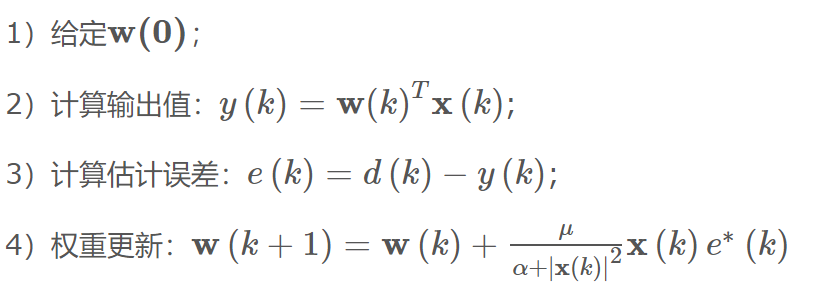 1）给定w(0)；
2）计算输出值：y(k) = w(k)^T x(k)；
3）计算估计误差：e(k) = d(k) − y(k)；
4）权重更新：w(k+1) = w(k) + \frac{μ}{α+|x(k)|^2} x(k) e*(k)